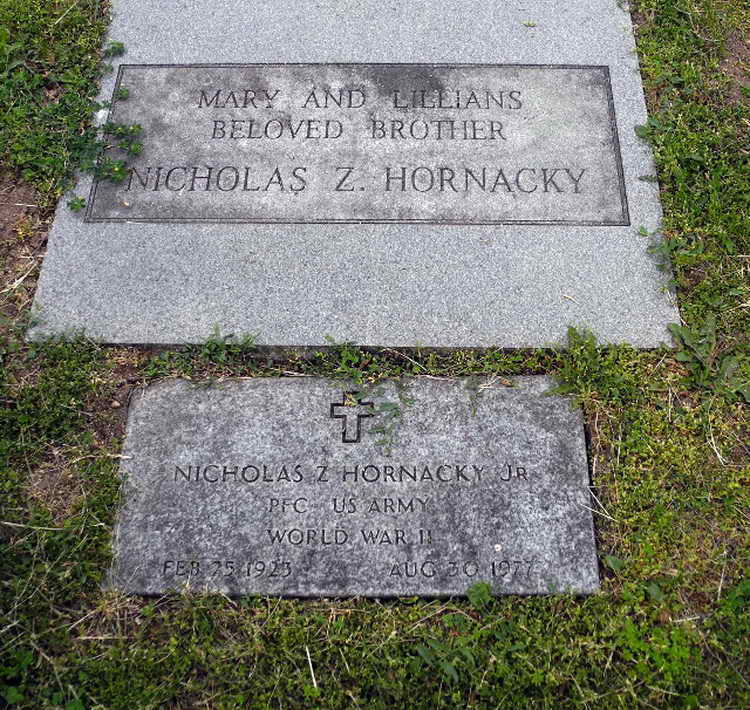 MARY AND LILLIANS
BELOVED BROTHER
NICHOLAS Z. HORNACKY
NICHOLAS Z HORNACKY JR
PFC US ARMY
WORLD WAR II
FEB 25 1923 AUG 30 1977